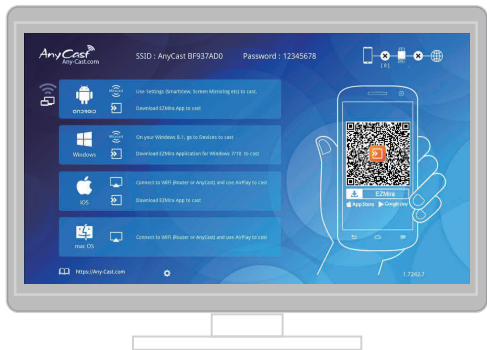 AnyCast
Any-Cast.com
SSID : AnyCast BF937AD0 Password : 12345678
[ 0 ]
Miracast
Use Settings (SmartView, Screen Mirroring etc) to cast.
ANDROID
Download EZMira App to cast
Miracast
On your Windows 8.1, go to Devices to cast
Windows
Download EZMira Application for Windows 7/10 to cast
Connect to WiFi (Router or AnyCast) and use AirPlay to cast
iOS
Download EZMira App to cast
Connect to WiFi (Router or AnyCast) and use AirPlay to cast
mac OS
EZMira
App Store Google play
https://Any-Cast.com
1.7262.7